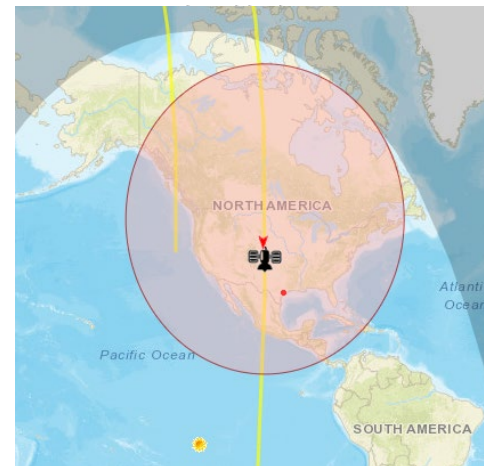 NORTH AMERICA
Atlanti
Ocea
Pacific Ocean
SOUTH AMERICA